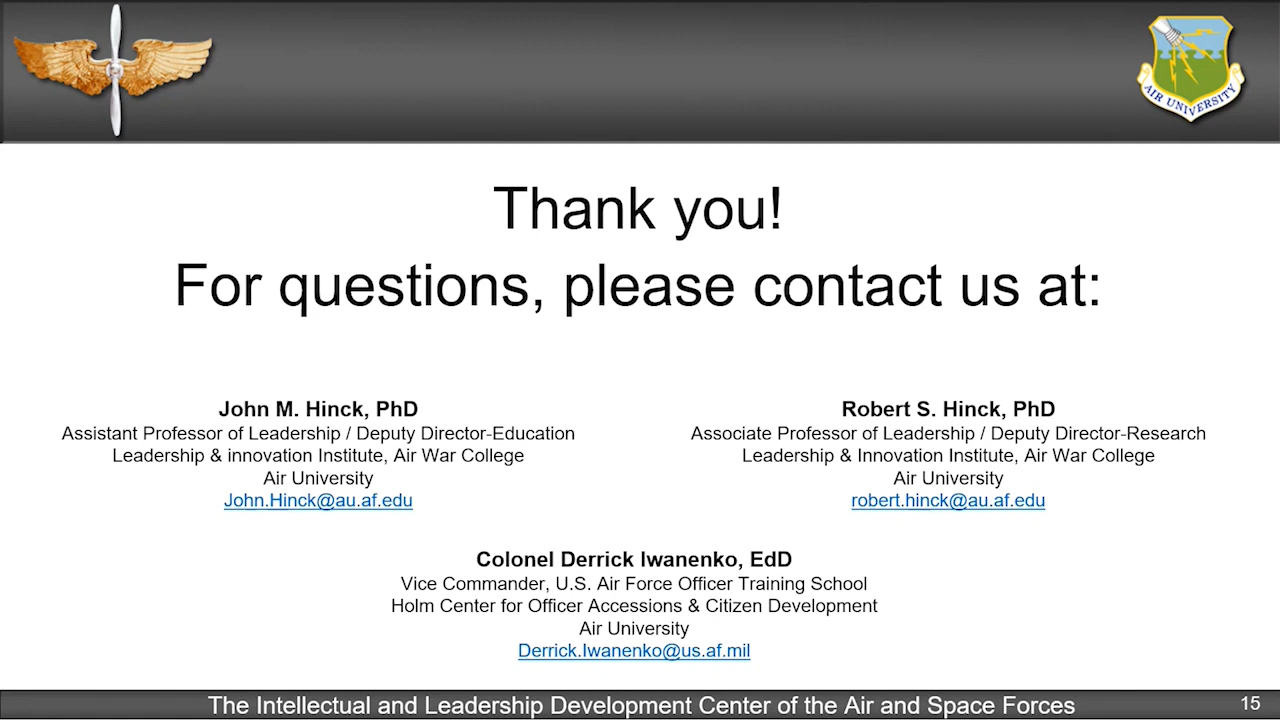 AIR UNIVERSITY
Thank you!
For questions, please contact us at:
John M. Hinck, PhD
Assistant Professor of Leadership / Deputy Director-Education
Leadership & innovation Institute, Air War College
Air University
John.Hinck@au.af.edu
Robert S. Hinck, PhD
Associate Professor of Leadership / Deputy Director-Research
Leadership & Innovation Institute, Air War College
Air University
robert.hinck@au.af.edu
Colonel Derrick Iwanenko, EdD
Vice Commander, U.S. Air Force Officer Training School
Holm Center for Officer Accessions & Citizen Development
Air University
Derrick.Iwanenko@us.af.mil
The Intellectual and Leadership Development Center of the Air and Space Forces
15